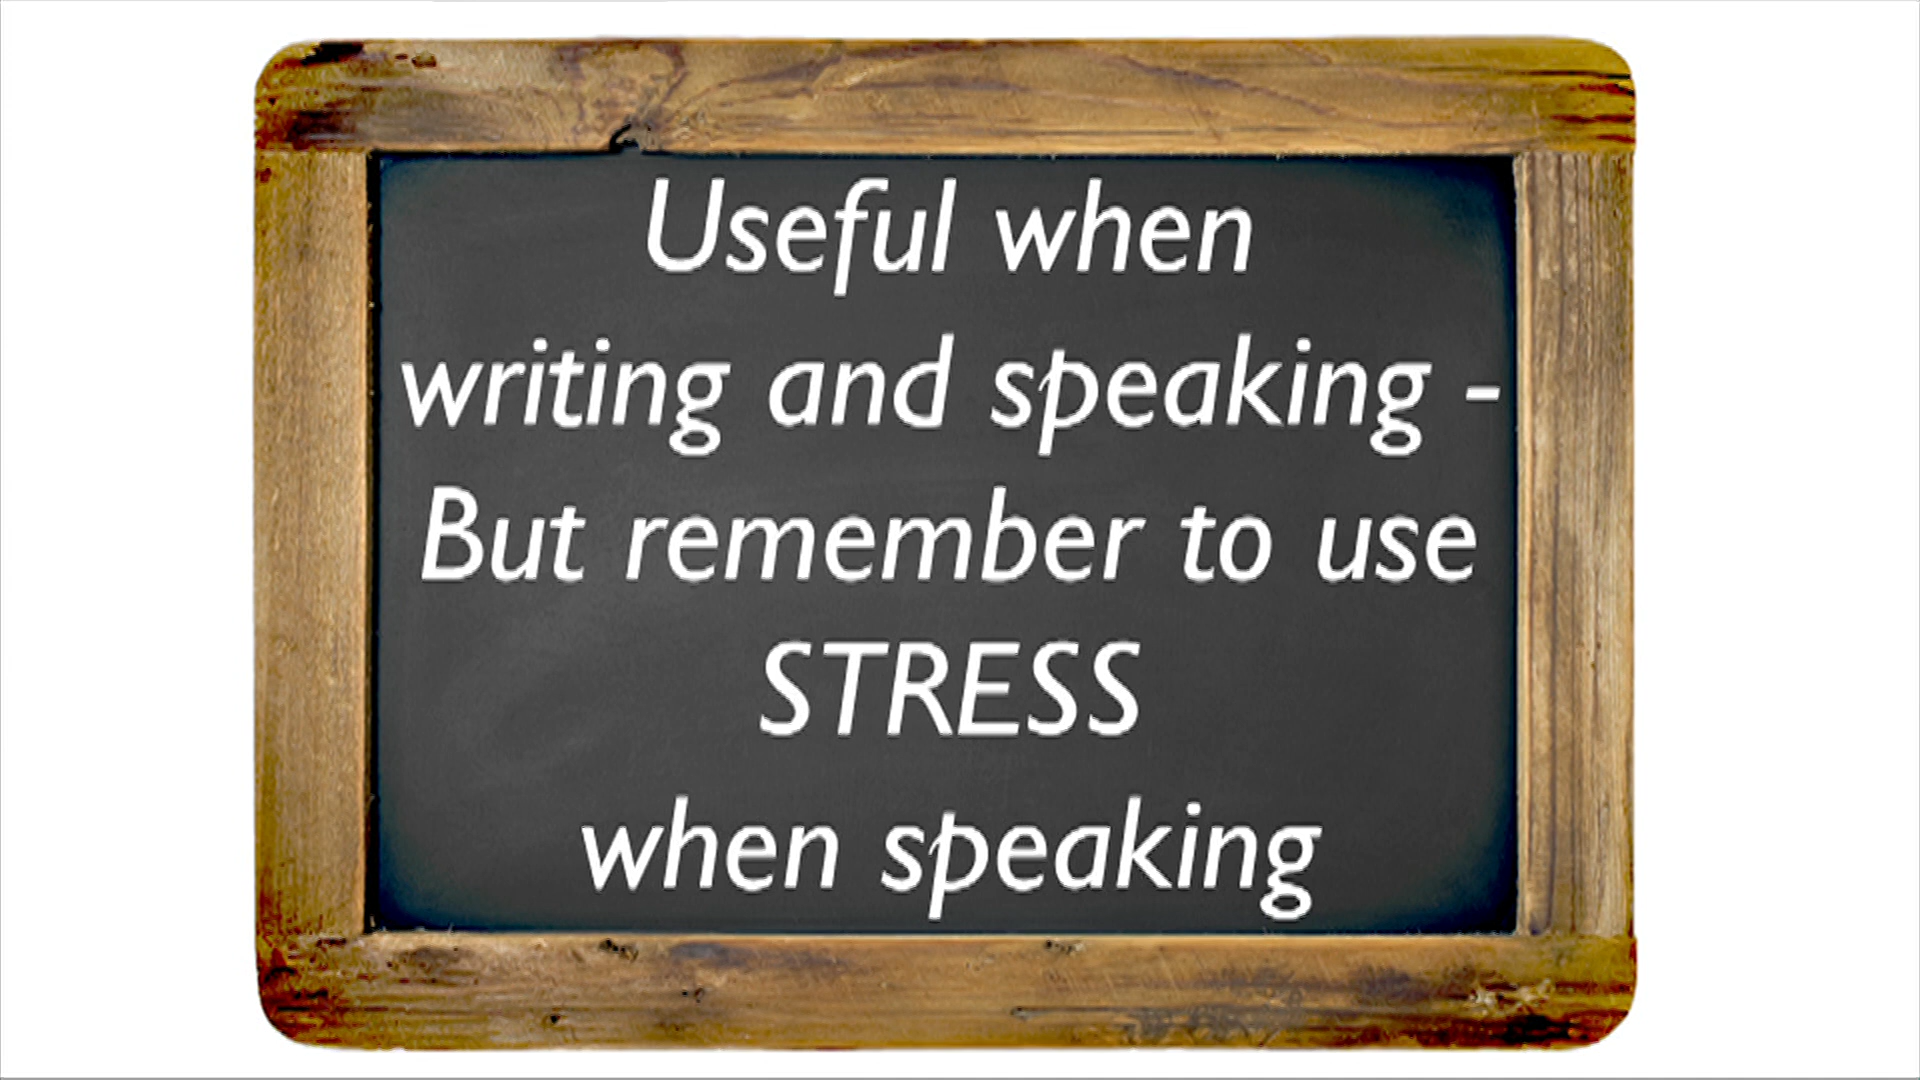 Useful when
writing and speaking -
But remember to use
STRESS
when speaking